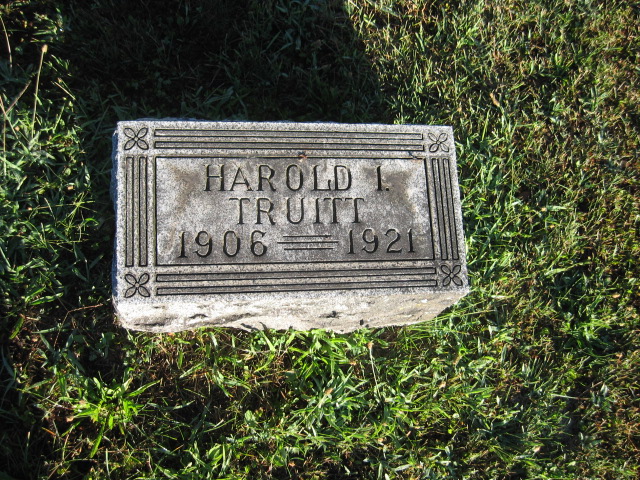 HAROLD I.
TRUITT
1906 = 1921